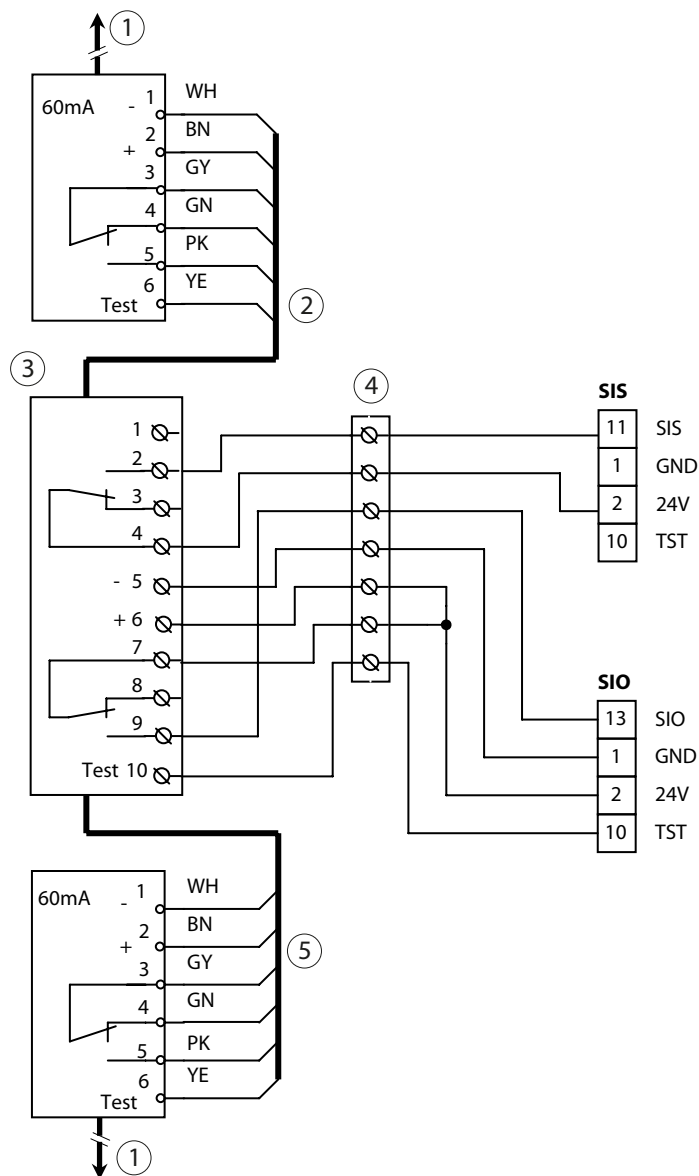 1
60mA
- 1 WH
+ 2 BN
3 GY
4 GN
5 PK
Test 6 YE
2
3
4
1
2
3
4
- 5
+ 6
7
8
9
Test 10
SIS
11 SIS
1 GND
2 24V
10 TST
SIO
13 SIO
1 GND
2 24V
10 TST
60mA
- 1 WH
+ 2 BN
3 GY
4 GN
5 PK
Test 6 YE
5
1